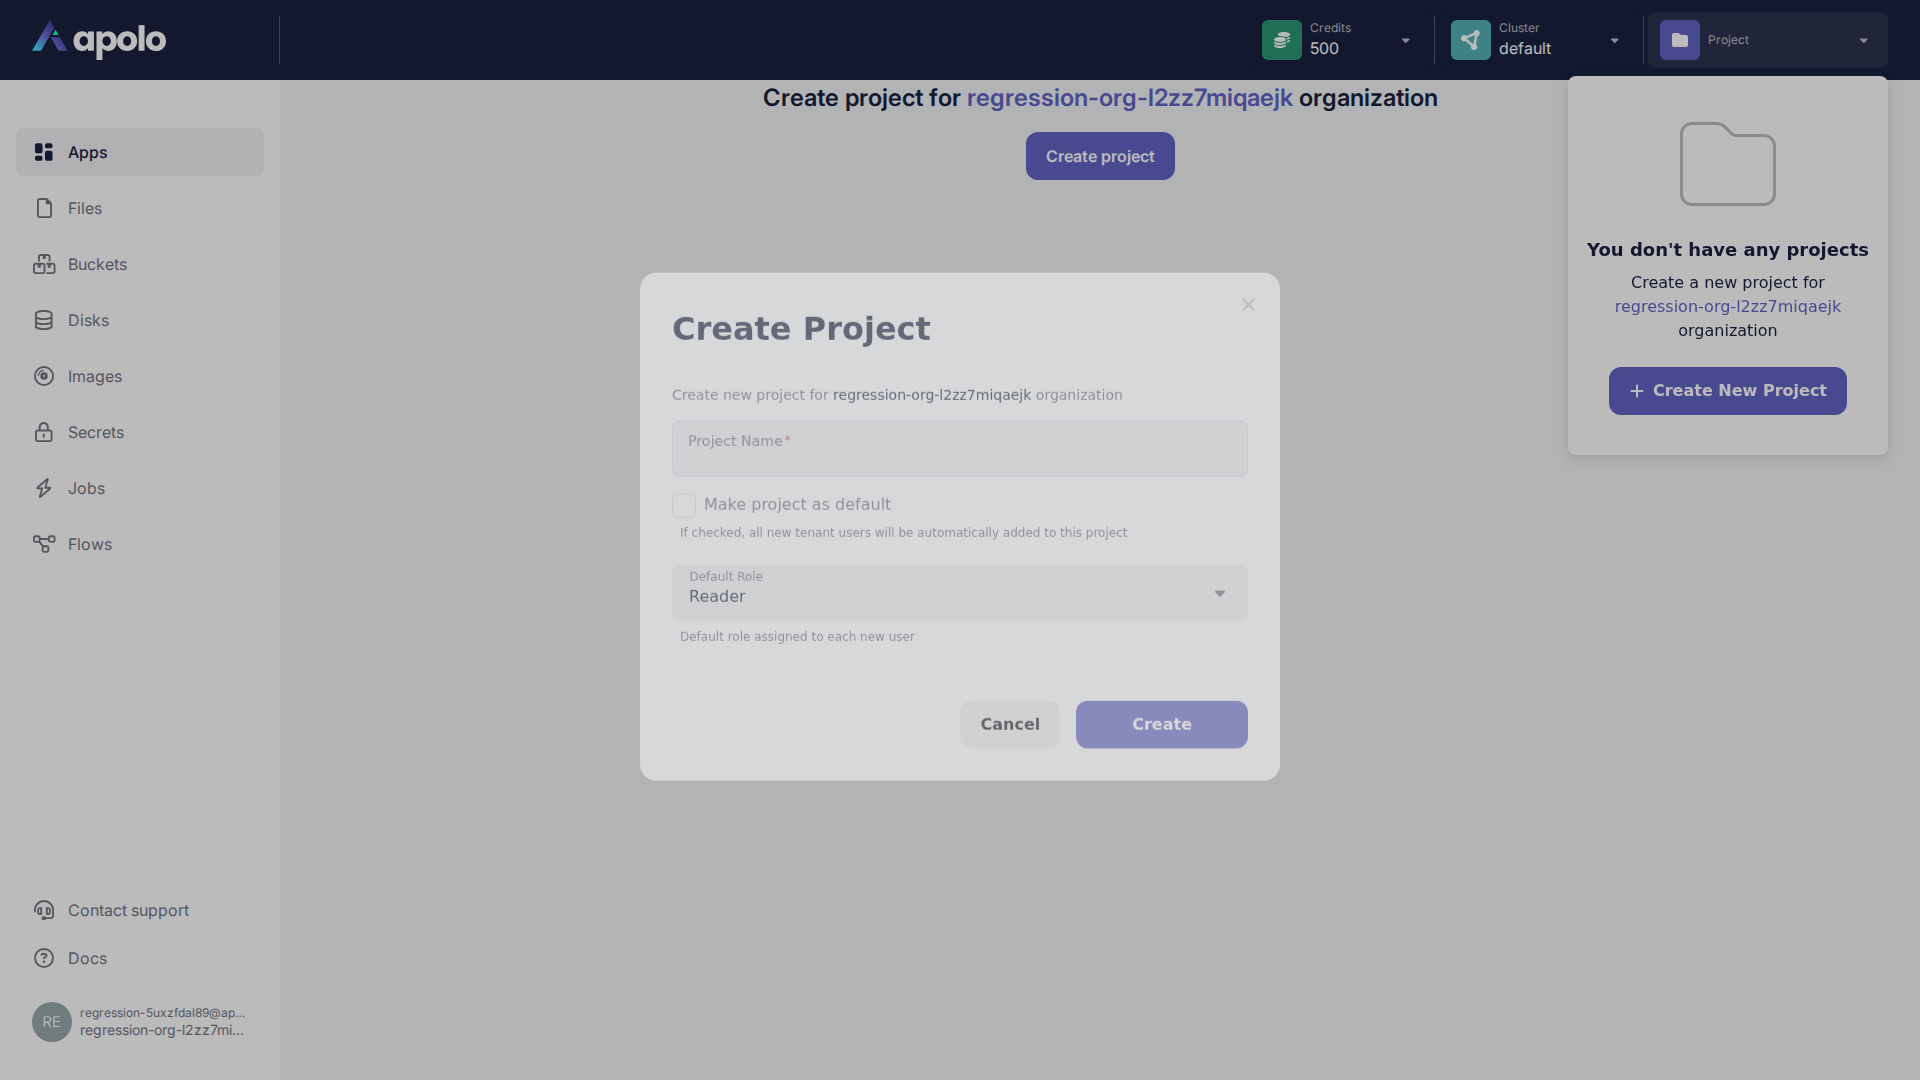 apolo
Credits
500
Cluster
default
Project
Create project for regression-org-l2zz7miqaejk organization
Create project
Apps
Files
Buckets
Disks
Images
Secrets
Jobs
Flows
You don't have any projects
Create a new project for
regression-org-l2zz7miqaejk
organization
+ Create New Project
Create Project
Create new project for regression-org-l2zz7miqaejk organization
Project Name*
Make project as default
If checked, all new tenant users will be automatically added to this project
Default Role
Reader
Default role assigned to each new user
Cancel
Create
Contact support
Docs
RE
regression-5uxzfdal89@ap...
regression-org-l2zz7mi...